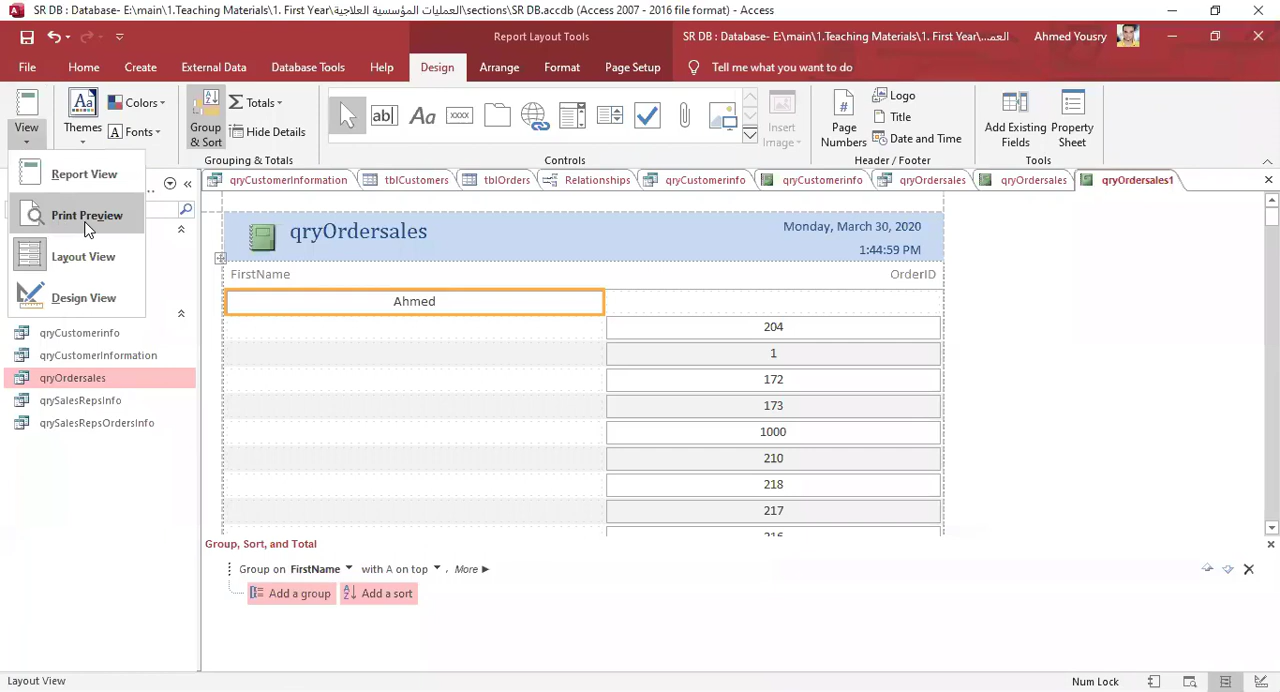 SR DB : Database- E:\main\1.Teaching Materials\1. First Year\العمليات المؤسسية العلاجية\sections\SR DB.accdb (Access 2007 - 2016 file format) - Access
Report Layout Tools
SR DB : Database- E:\main\1.Teaching Materials\1. First Year\العمـ...
Ahmed Yousry
File Home Create External Data Database Tools Help Design Arrange Format Page Setup Tell me what you want to do
View
Themes
Colors
Fonts
Group & Sort
Totals
Hide Details
Grouping & Totals
ab|
Aa
xxxx
Controls
Insert Image
Page Numbers
Logo
Title
Date and Time
Header / Footer
Add Existing Fields
Property Sheet
Tools
Report View
Print Preview
Layout View
Design View
qryCustomerInformation tblCustomers tblOrders Relationships qryCustomerinfo qryCustomerinfo qryOrdersales qryOrdersales qryOrdersales1
qryCustomerinfo
qryCustomerInformation
qryOrdersales
qrySalesRepsInfo
qrySalesRepsOrdersInfo
qryOrdersales
Monday, March 30, 2020
1:44:59 PM
FirstName OrderID
Ahmed
204
1
172
173
1000
210
218
217
216
Group, Sort, and Total
Group on FirstName with A on top , More
Add a group
Add a sort
Layout View
Num Lock